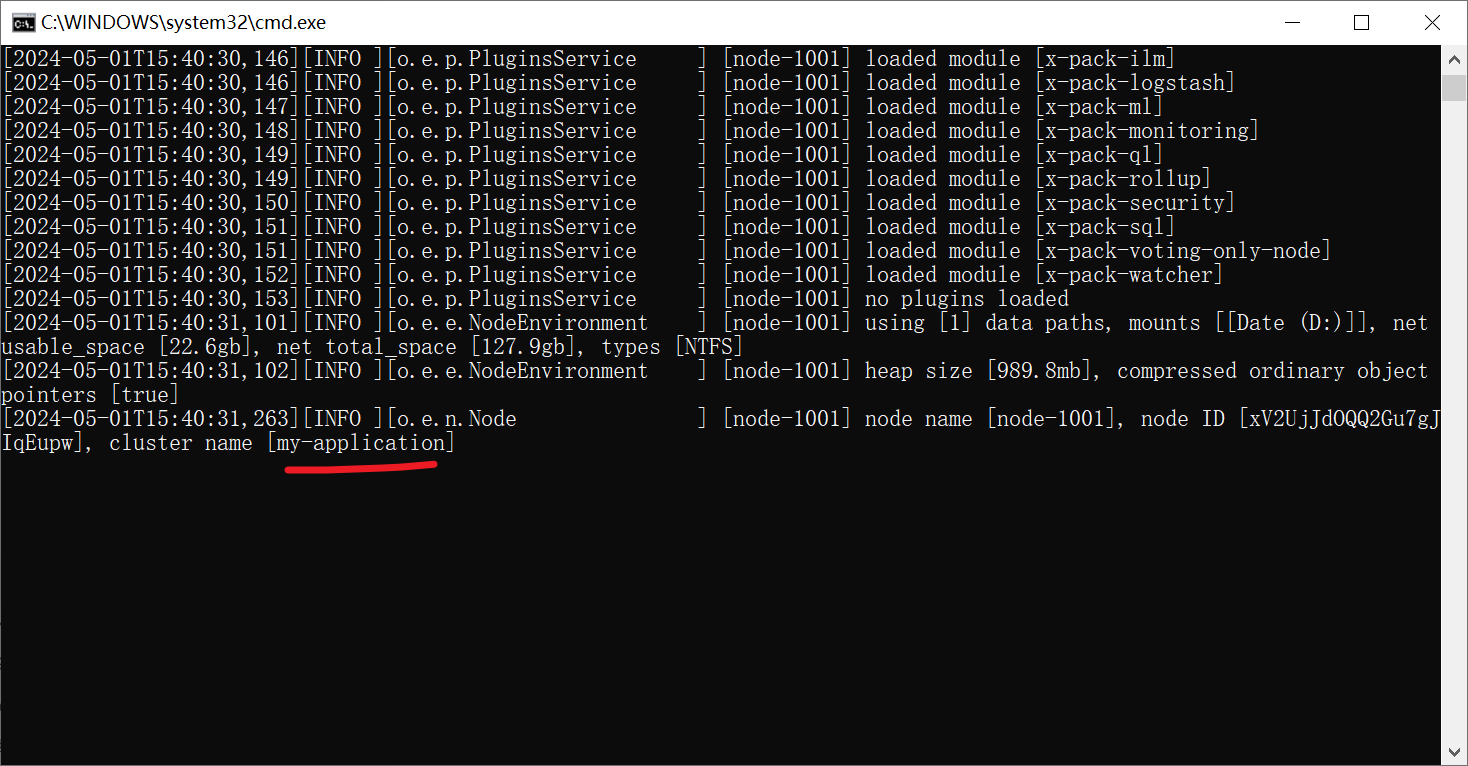 C:\WINDOWS\system32\cmd.exe
[2024-05-01T15:40:30,146][INFO ][o.e.p.PluginsService     ] [node-1001] loaded module [x-pack-ilm]
[2024-05-01T15:40:30,146][INFO ][o.e.p.PluginsService     ] [node-1001] loaded module [x-pack-logstash]
[2024-05-01T15:40:30,147][INFO ][o.e.p.PluginsService     ] [node-1001] loaded module [x-pack-ml]
[2024-05-01T15:40:30,148][INFO ][o.e.p.PluginsService     ] [node-1001] loaded module [x-pack-monitoring]
[2024-05-01T15:40:30,149][INFO ][o.e.p.PluginsService     ] [node-1001] loaded module [x-pack-ql]
[2024-05-01T15:40:30,149][INFO ][o.e.p.PluginsService     ] [node-1001] loaded module [x-pack-rollup]
[2024-05-01T15:40:30,150][INFO ][o.e.p.PluginsService     ] [node-1001] loaded module [x-pack-security]
[2024-05-01T15:40:30,151][INFO ][o.e.p.PluginsService     ] [node-1001] loaded module [x-pack-sql]
[2024-05-01T15:40:30,151][INFO ][o.e.p.PluginsService     ] [node-1001] loaded module [x-pack-voting-only-node]
[2024-05-01T15:40:30,152][INFO ][o.e.p.PluginsService     ] [node-1001] loaded module [x-pack-watcher]
[2024-05-01T15:40:30,153][INFO ][o.e.p.PluginsService     ] [node-1001] no plugins loaded
[2024-05-01T15:40:31,101][INFO ][o.e.e.NodeEnvironment    ] [node-1001] using [1] data paths, mounts [[Date (D:)]], net
usable_space [22.6gb], net total_space [127.9gb], types [NTFS]
[2024-05-01T15:40:31,102][INFO ][o.e.e.NodeEnvironment    ] [node-1001] heap size [989.8mb], compressed ordinary object
pointers [true]
[2024-05-01T15:40:31,263][INFO ][o.e.n.Node               ] [node-1001] node name [node-1001], node ID [xV2UjJdOQQ2Gu7gJ
IqEupw], cluster name [my-application]